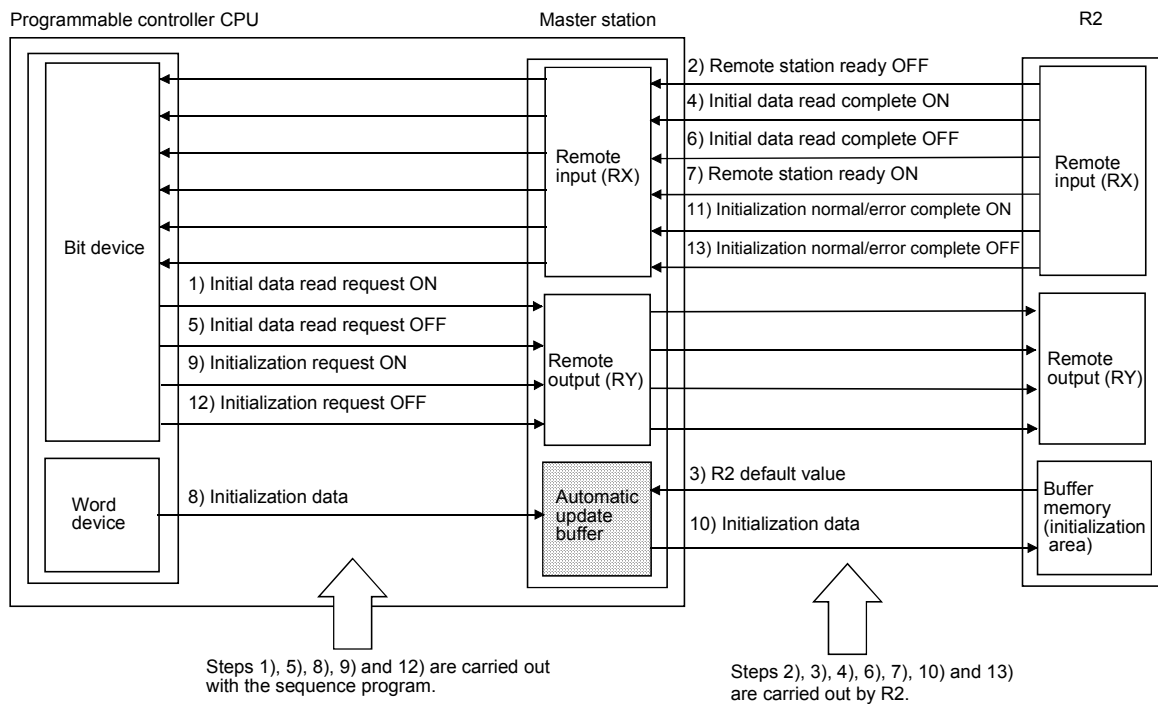 Programmable controller CPU
Master station
R2
2) Remote station ready OFF
4) Initial data read complete ON
6) Initial data read complete OFF
7) Remote station ready ON
11) Initialization normal/error complete ON
13) Initialization normal/error complete OFF
Bit device
Remote
input (RX)
Remote
input (RX)
1) Initial data read request ON
5) Initial data read request OFF
9) Initialization request ON
12) Initialization request OFF
Remote
output (RY)
Remote
output (RY)
Word
device
8) Initialization data
Automatic
update
buffer
3) R2 default value
10) Initialization data
Buffer
memory
(initialization
area)
Steps 1), 5), 8), 9) and 12) are carried out
with the sequence program.
Steps 2), 3), 4), 6), 7), 10) and 13)
are carried out by R2.